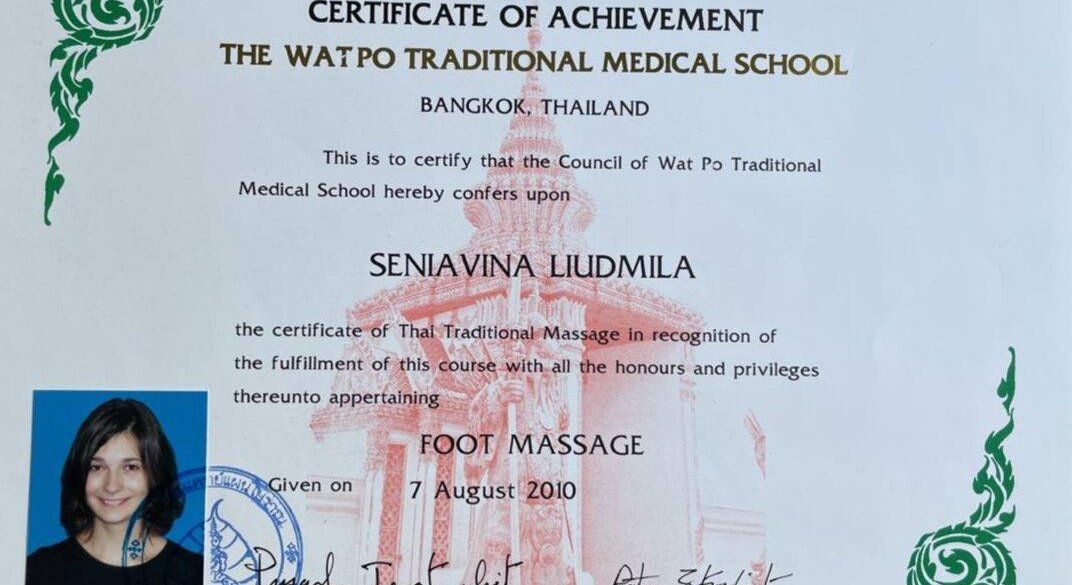 CERTIFICATE OF ACHIEVEMENT
THE WAT PO TRADITIONAL MEDICAL SCHOOL
BANGKOK, THAILAND
This is to certify that the Council of Wat Po Traditional
Medical School hereby confers upon
SENIAVINA LIUDMILA
the certificate of Thai Traditional Massage in recognition of
the fulfillment of this course with all the honours and privileges
thereunto appertaining
FOOT MASSAGE
Given on 7 August 2010